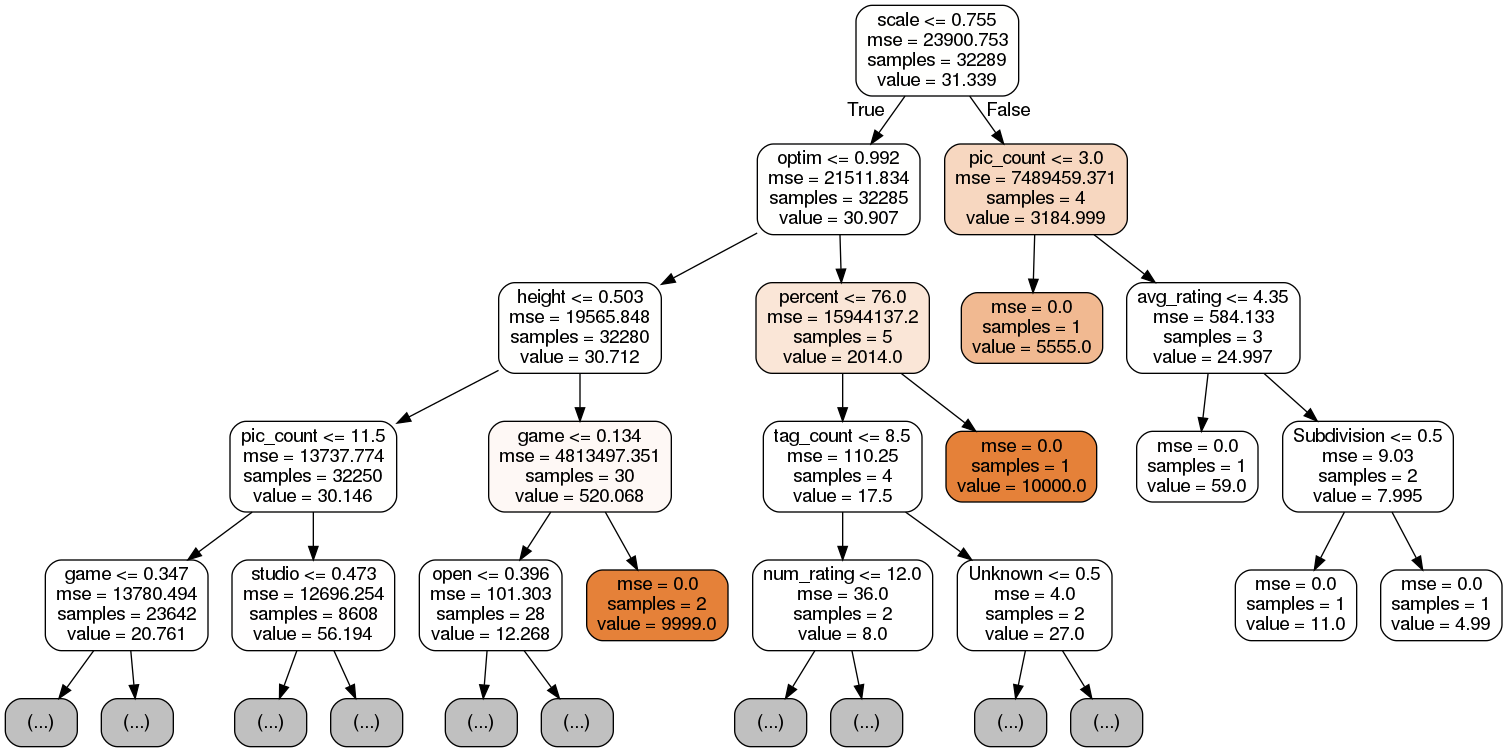 scale <= 0.755
mse = 23900.753
samples = 32289
value = 31.339
True
False
optim <= 0.992
mse = 21511.834
samples = 32285
value = 30.907
pic_count <= 3.0
mse = 7489459.371
samples = 4
value = 3184.999
height <= 0.503
mse = 19565.848
samples = 32280
value = 30.712
percent <= 76.0
mse = 15944137.2
samples = 5
value = 2014.0
mse = 0.0
samples = 1
value = 5555.0
avg_rating <= 4.35
mse = 584.133
samples = 3
value = 24.997
pic_count <= 11.5
mse = 13737.774
samples = 32250
value = 30.146
game <= 0.134
mse = 4813497.351
samples = 30
value = 520.068
tag_count <= 8.5
mse = 110.25
samples = 4
value = 17.5
mse = 0.0
samples = 1
value = 10000.0
mse = 0.0
samples = 1
value = 59.0
Subdivision <= 0.5
mse = 9.03
samples = 2
value = 7.995
game <= 0.347
mse = 13780.494
samples = 23642
value = 20.761
studio <= 0.473
mse = 12696.254
samples = 8608
value = 56.194
open <= 0.396
mse = 101.303
samples = 28
value = 12.268
mse = 0.0
samples = 2
value = 9999.0
num_rating <= 12.0
mse = 36.0
samples = 2
value = 8.0
Unknown <= 0.5
mse = 4.0
samples = 2
value = 27.0
mse = 0.0
samples = 1
value = 11.0
mse = 0.0
samples = 1
value = 4.99
(...)
(...)
(...)
(...)
(...)
(...)
(...)
(...)
(...)
(...)